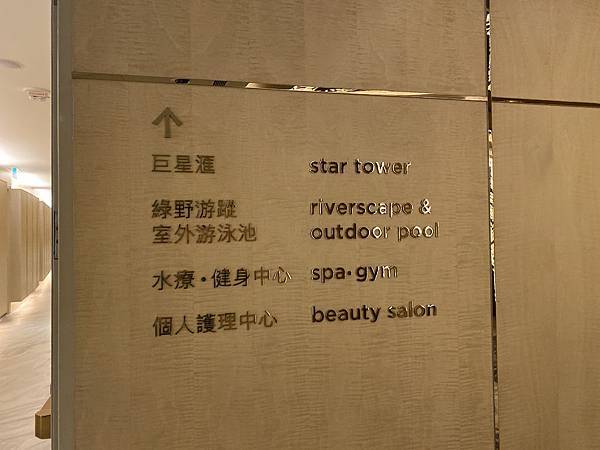 ↑
巨星滙 star tower
綠野游蹤 riverscape &
室外游泳池 outdoor pool
水療·健身中心 spa·gym
個人護理中心 beauty salon